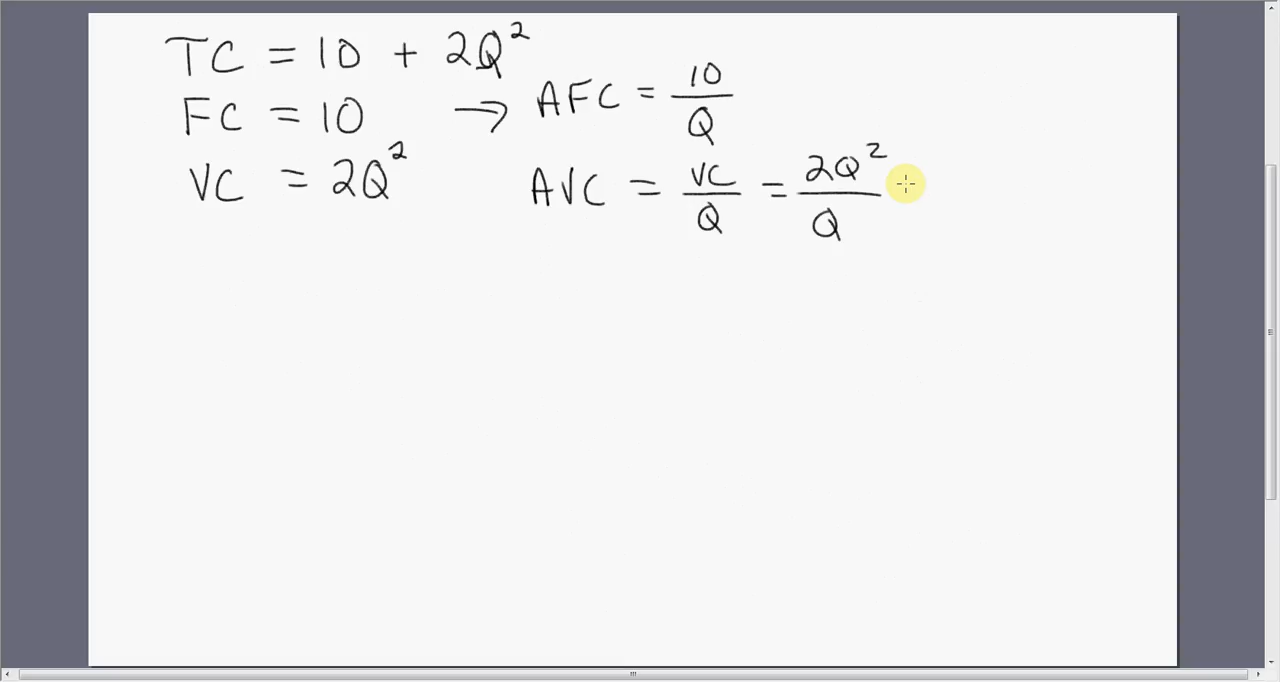 TC = 10 + 2Q²
FC = 10 → AFC = 10/Q
VC = 2Q² AVC = VC/Q = 2Q²/Q